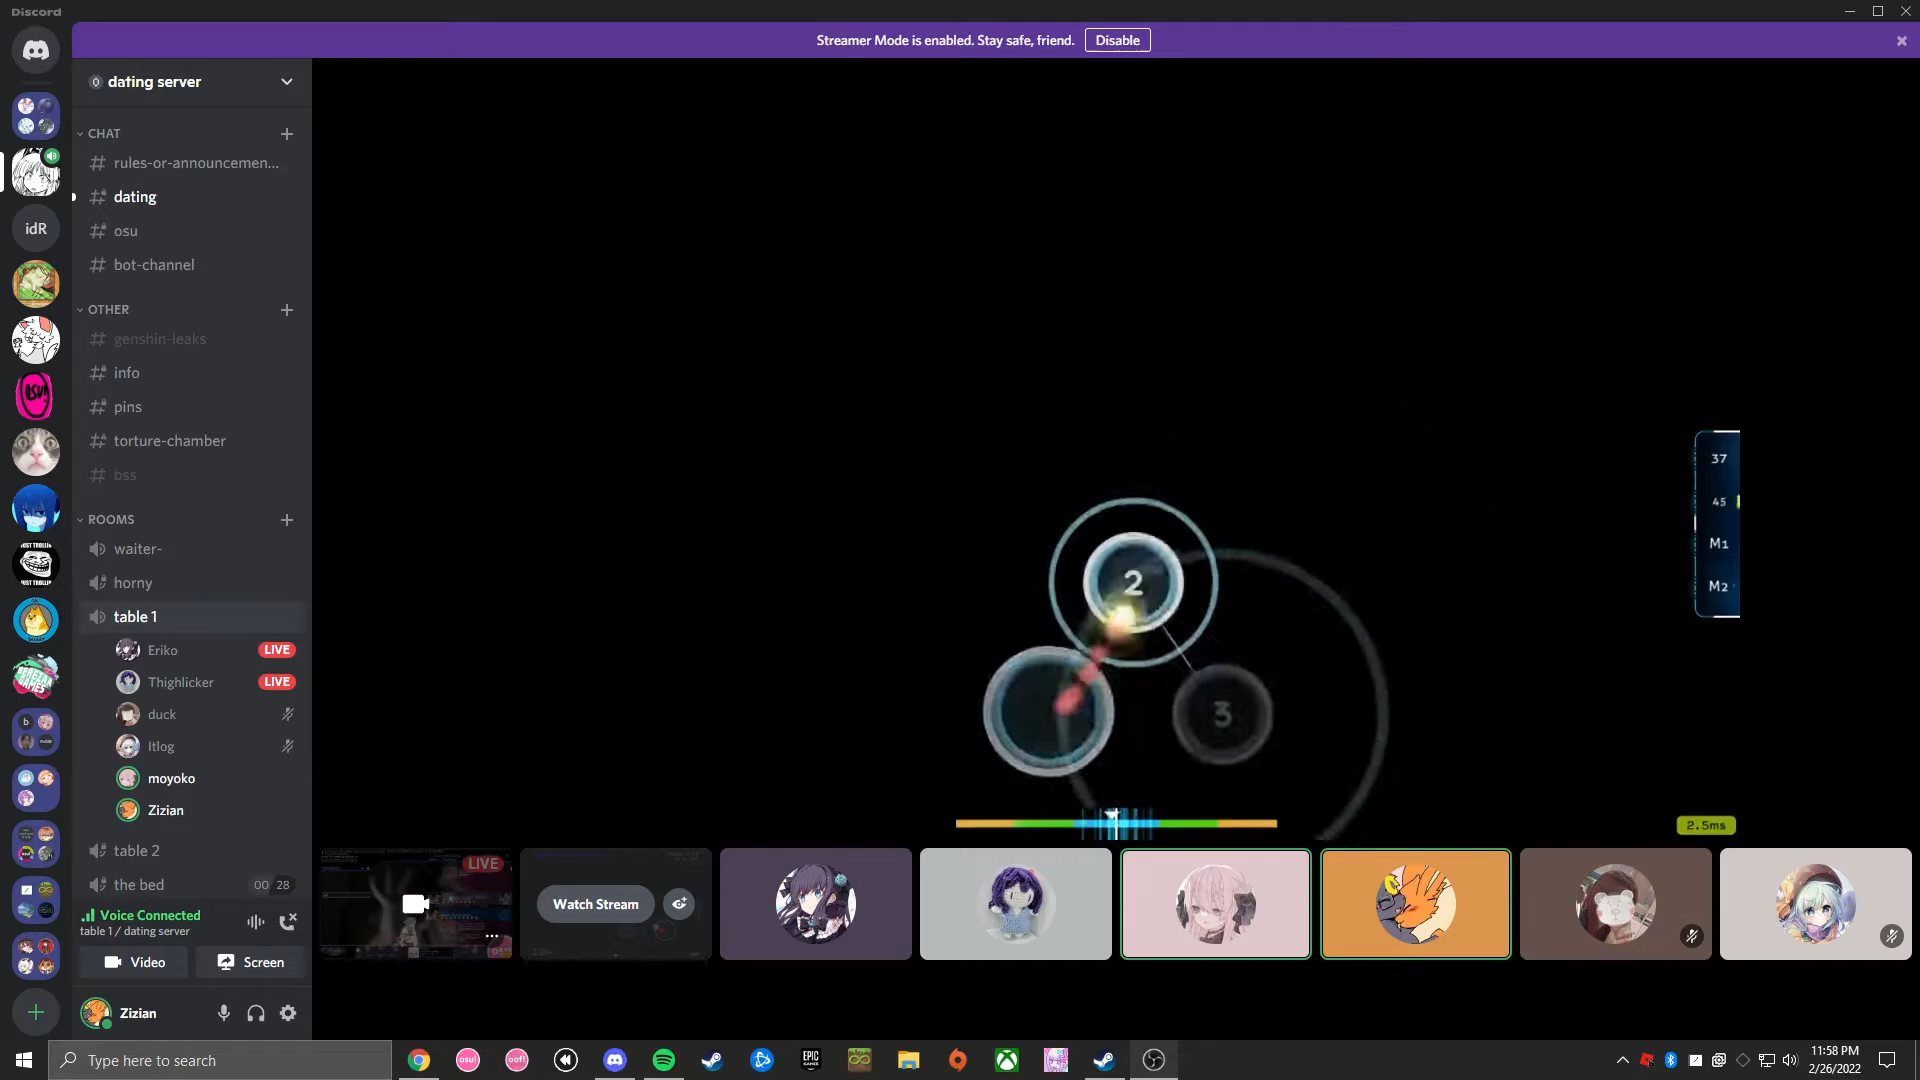 Discord
Streamer Mode is enabled. Stay safe, friend.
Disable
dating server
CHAT
rules-or-announcemen...
dating
osu
bot-channel
idR
OTHER
genshin-leaks
info
pins
torture-chamber
bss
ROOMS
waiter-
horny
table 1
Eriko
LIVE
Thighlicker
LIVE
duck
ltlog
moyoko
Zizian
table 2
the bed
00 28
Voice Connected
table 1 / dating server
Video
Screen
Zizian
37
45
M1
M2
2
3
2.5ms
LIVE
Watch Stream
Type here to search
osu!
oof!
EPIC
GAMES
11:58 PM
2/26/2022